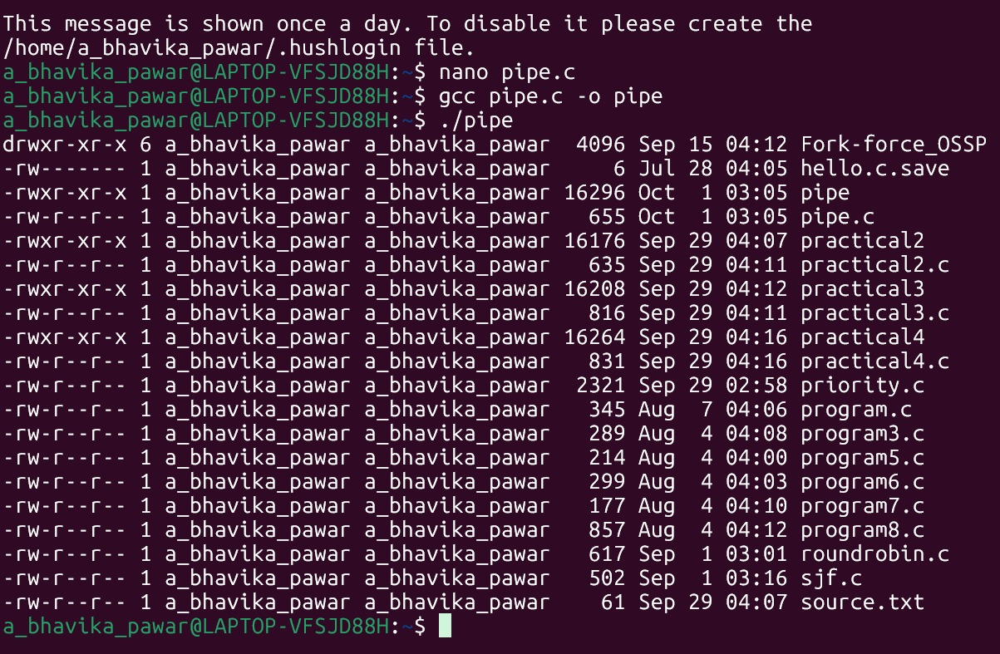 This message is shown once a day. To disable it please create the
/home/a_bhavika_pawar/.hushlogin file.
a_bhavika_pawar@LAPTOP-VFSJD88H:~$ nano pipe.c
a_bhavika_pawar@LAPTOP-VFSJD88H:~$ gcc pipe.c -o pipe
a_bhavika_pawar@LAPTOP-VFSJD88H:~$ ./pipe
drwxr-xr-x 6 a_bhavika_pawar a_bhavika_pawar  4096 Sep 15 04:12 Fork-force_OSSP
-rw------- 1 a_bhavika_pawar a_bhavika_pawar     6 Jul 28 04:05 hello.c.save
-rwxr-xr-x 1 a_bhavika_pawar a_bhavika_pawar 16296 Oct  1 03:05 pipe
-rw-r--r-- 1 a_bhavika_pawar a_bhavika_pawar   655 Oct  1 03:05 pipe.c
-rwxr-xr-x 1 a_bhavika_pawar a_bhavika_pawar 16176 Sep 29 04:07 practical2
-rw-r--r-- 1 a_bhavika_pawar a_bhavika_pawar   635 Sep 29 04:11 practical2.c
-rwxr-xr-x 1 a_bhavika_pawar a_bhavika_pawar 16208 Sep 29 04:12 practical3
-rw-r--r-- 1 a_bhavika_pawar a_bhavika_pawar   816 Sep 29 04:11 practical3.c
-rwxr-xr-x 1 a_bhavika_pawar a_bhavika_pawar 16264 Sep 29 04:16 practical4
-rw-r--r-- 1 a_bhavika_pawar a_bhavika_pawar   831 Sep 29 04:16 practical4.c
-rw-r--r-- 1 a_bhavika_pawar a_bhavika_pawar  2321 Sep 29 02:58 priority.c
-rw-r--r-- 1 a_bhavika_pawar a_bhavika_pawar   345 Aug  7 04:06 program.c
-rw-r--r-- 1 a_bhavika_pawar a_bhavika_pawar   289 Aug  4 04:08 program3.c
-rw-r--r-- 1 a_bhavika_pawar a_bhavika_pawar   214 Aug  4 04:00 program5.c
-rw-r--r-- 1 a_bhavika_pawar a_bhavika_pawar   299 Aug  4 04:03 program6.c
-rw-r--r-- 1 a_bhavika_pawar a_bhavika_pawar   177 Aug  4 04:10 program7.c
-rw-r--r-- 1 a_bhavika_pawar a_bhavika_pawar   857 Aug  4 04:12 program8.c
-rw-r--r-- 1 a_bhavika_pawar a_bhavika_pawar   617 Sep  1 03:01 roundrobin.c
-rw-r--r-- 1 a_bhavika_pawar a_bhavika_pawar   502 Sep  1 03:16 sjf.c
-rw-r--r-- 1 a_bhavika_pawar a_bhavika_pawar    61 Sep 29 04:07 source.txt
a_bhavika_pawar@LAPTOP-VFSJD88H:~$